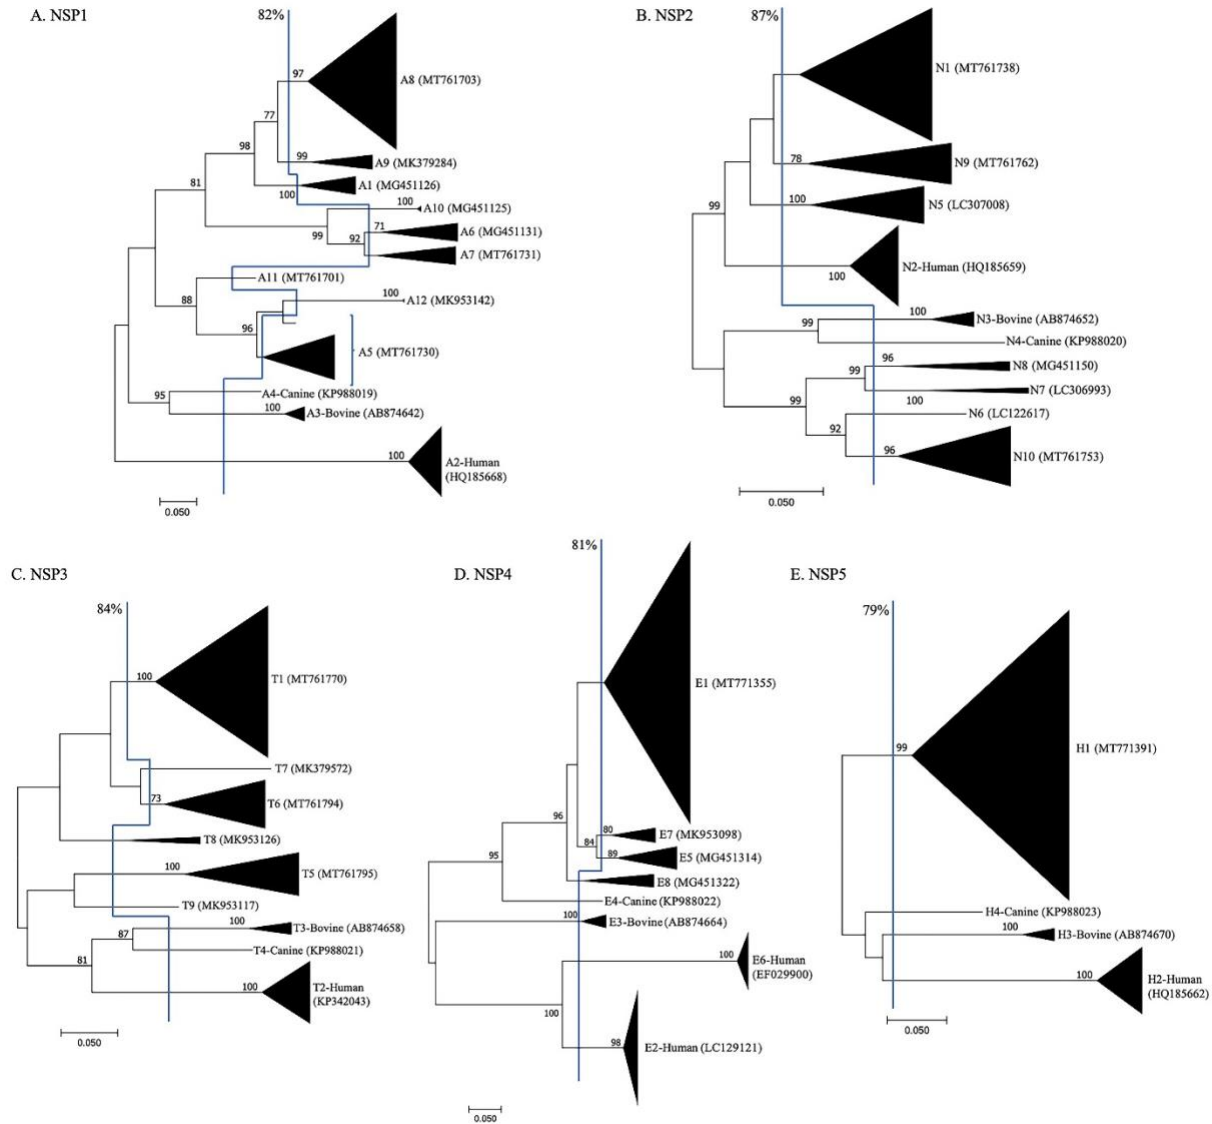 A. NSP1
82%
97
A8 (MT761703)
77
98
99
A9 (MK379284)
81
A1 (MG451126)
100
100
A10 (MG451125)
71
A6 (MG451131)
99
92
A7 (MT761731)
A11 (MT761701)
88
100
A12 (MK953142)
96
A5 (MT761730)
95
A4-Canine (KP988019)
100
A3-Bovine (AB874642)
100
A2-Human
(HQ185668)
0.050
B. NSP2
87%
N1 (MT761738)
78
N9 (MT761762)
100
N5 (LC307008)
99
N2-Human (HQ185659)
100
100
N3-Bovine (AB874652)
99
N4-Canine (KP988020)
96
N8 (MG451150)
99
N7 (LC306993)
99
100
N6 (LC122617)
92
96
N10 (MT761753)
0.050
C. NSP3
84%
100
T1 (MT761770)
T7 (MK379572)
73
T6 (MT761794)
T8 (MK953126)
100
T5 (MT761795)
T9 (MK953117)
100
T3-Bovine (AB874658)
87
T4-Canine (KP988021)
81
100
T2-Human
(KP342043)
0.050
D. NSP4
81%
E1 (MT771355)
96
80
E7 (MK953098)
84
89
E5 (MG451314)
95
E8 (MG451322)
E4-Canine (KP988022)
100
E3-Bovine (AB874664)
100
E6-Human
(EF029900)
100
98
E2-Human (LC129121)
0.050
E. NSP5
79%
99
H1 (MT771391)
H4-Canine (KP988023)
100
H3-Bovine (AB874670)
100
H2-Human
(HQ185662)
0.050